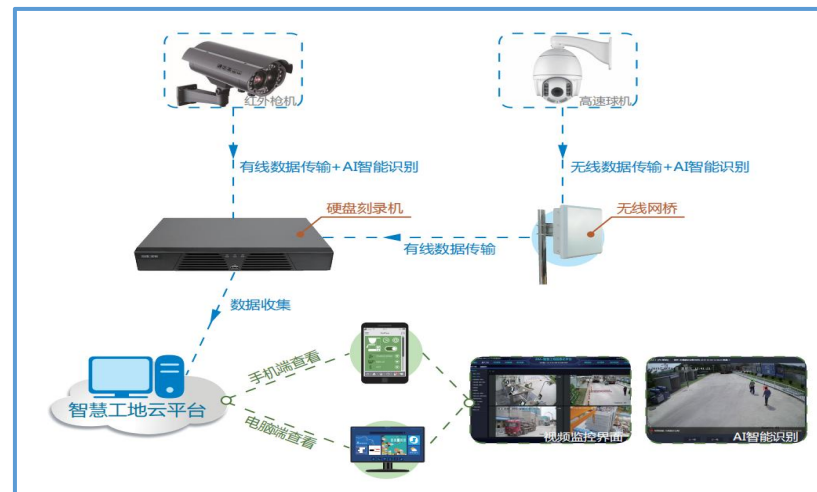 红外枪机
高速球机
有线数据传输+AI智能识别
无线数据传输+AI智能识别
硬盘刻录机
无线网桥
有线数据传输
数据收集
手机端查看
智慧工地云平台
电脑端查看
视频监控界面
AI智能识别